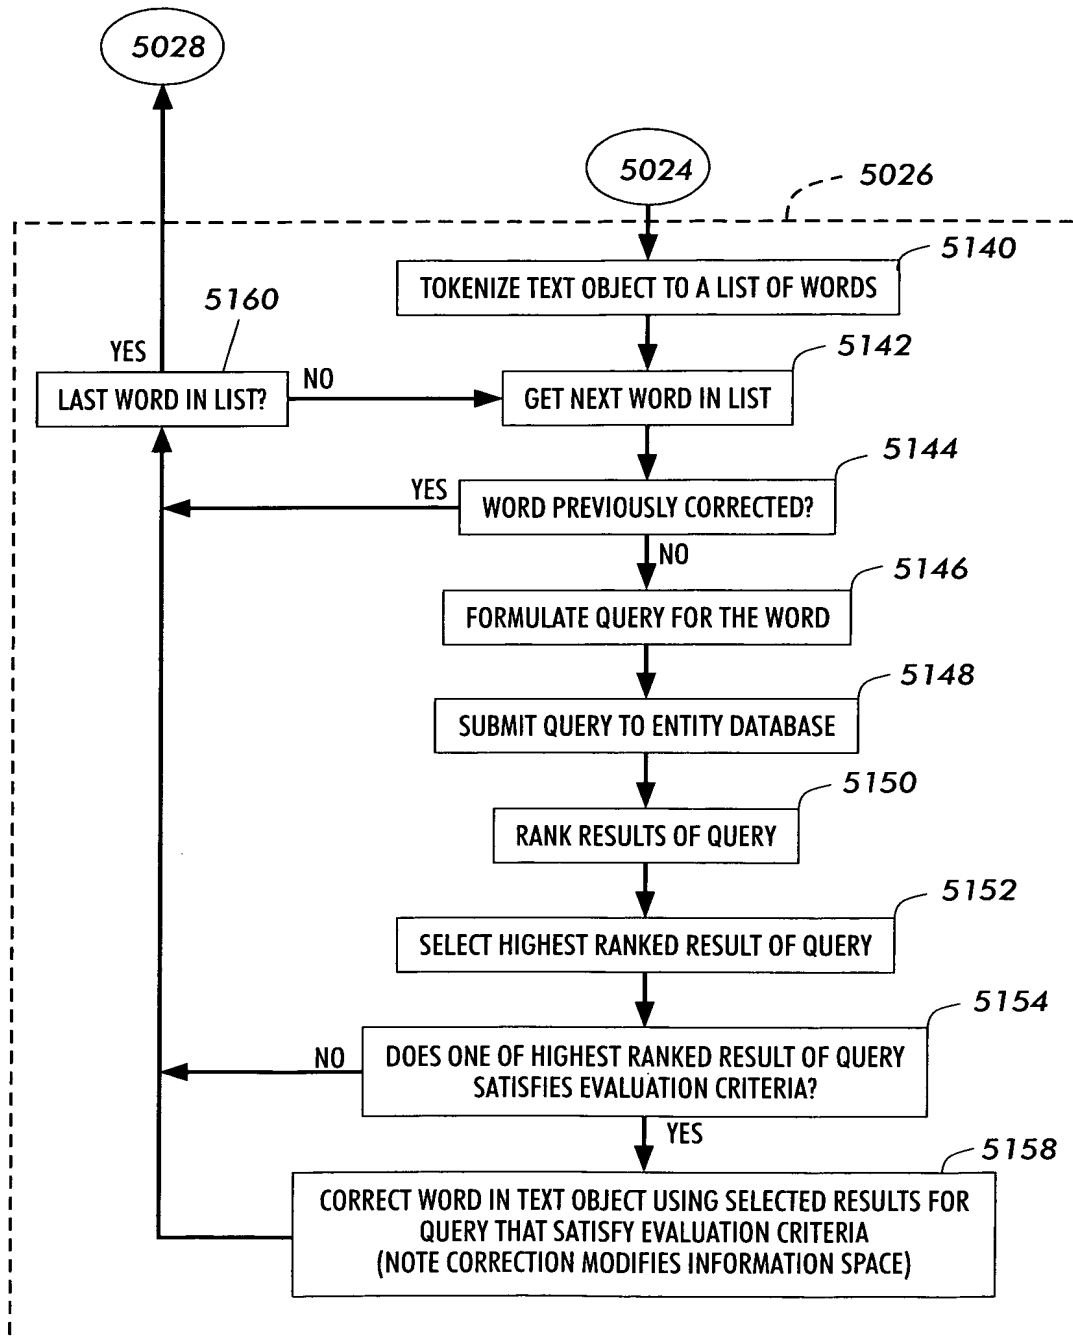 5028
5024
5026
5140
TOKENIZE TEXT OBJECT TO A LIST OF WORDS
5160
YES
5142
LAST WORD IN LIST?
NO
GET NEXT WORD IN LIST
5144
YES
WORD PREVIOUSLY CORRECTED?
NO
5146
FORMULATE QUERY FOR THE WORD
5148
SUBMIT QUERY TO ENTITY DATABASE
5150
RANK RESULTS OF QUERY
5152
SELECT HIGHEST RANKED RESULT OF QUERY
5154
NO
DOES ONE OF HIGHEST RANKED RESULT OF QUERY
SATISFIES EVALUATION CRITERIA?
YES
5158
CORRECT WORD IN TEXT OBJECT USING SELECTED RESULTS FOR
QUERY THAT SATISFY EVALUATION CRITERIA
(NOTE CORRECTION MODIFIES INFORMATION SPACE)